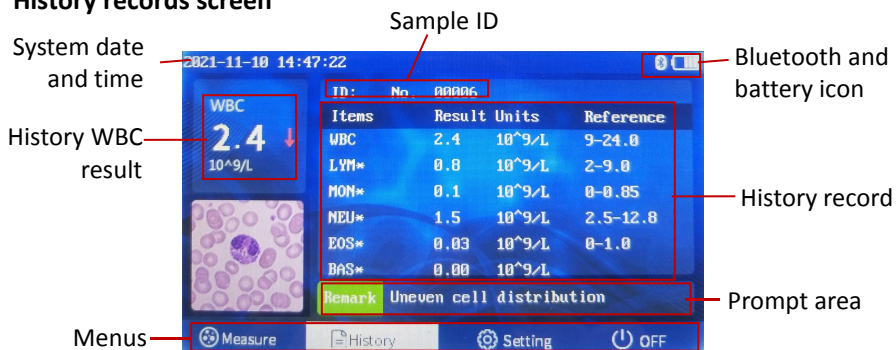 History records screen
Sample ID
System date
and time
2021-11-10 14:47:22
Bluetooth and
battery icon
ID: No. 00006
WBC
2.4
10^9/L
History WBC
result
Items Result Units Reference
WBC 2.4 10^9/L 9-24.0
LYM* 0.8 10^9/L 2-9.0
MON* 0.1 10^9/L 0-0.85
NEU* 1.5 10^9/L 2.5-12.8
EOS* 0.03 10^9/L 0-1.0
BAS* 0.00 10^9/L
History record
Remark Uneven cell distribution
Prompt area
Menus
Measure History Setting OFF